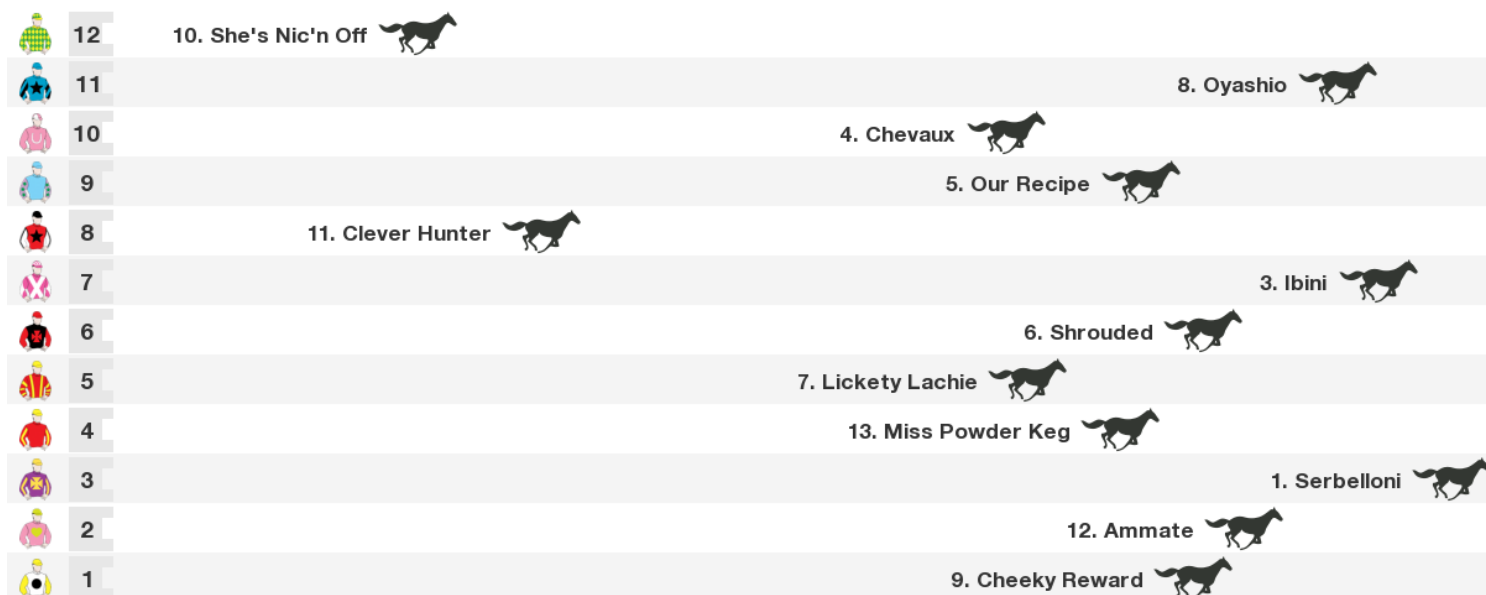 12 10. She's Nic'n Off
11 8. Oyashio
10 4. Chevaux
9 5. Our Recipe
8 11. Clever Hunter
7 3. Ibini
6 6. Shrouded
5 7. Lickety Lachie
4 13. Miss Powder Keg
3 1. Serbelloni
2 12. Ammate
1 9. Cheeky Reward